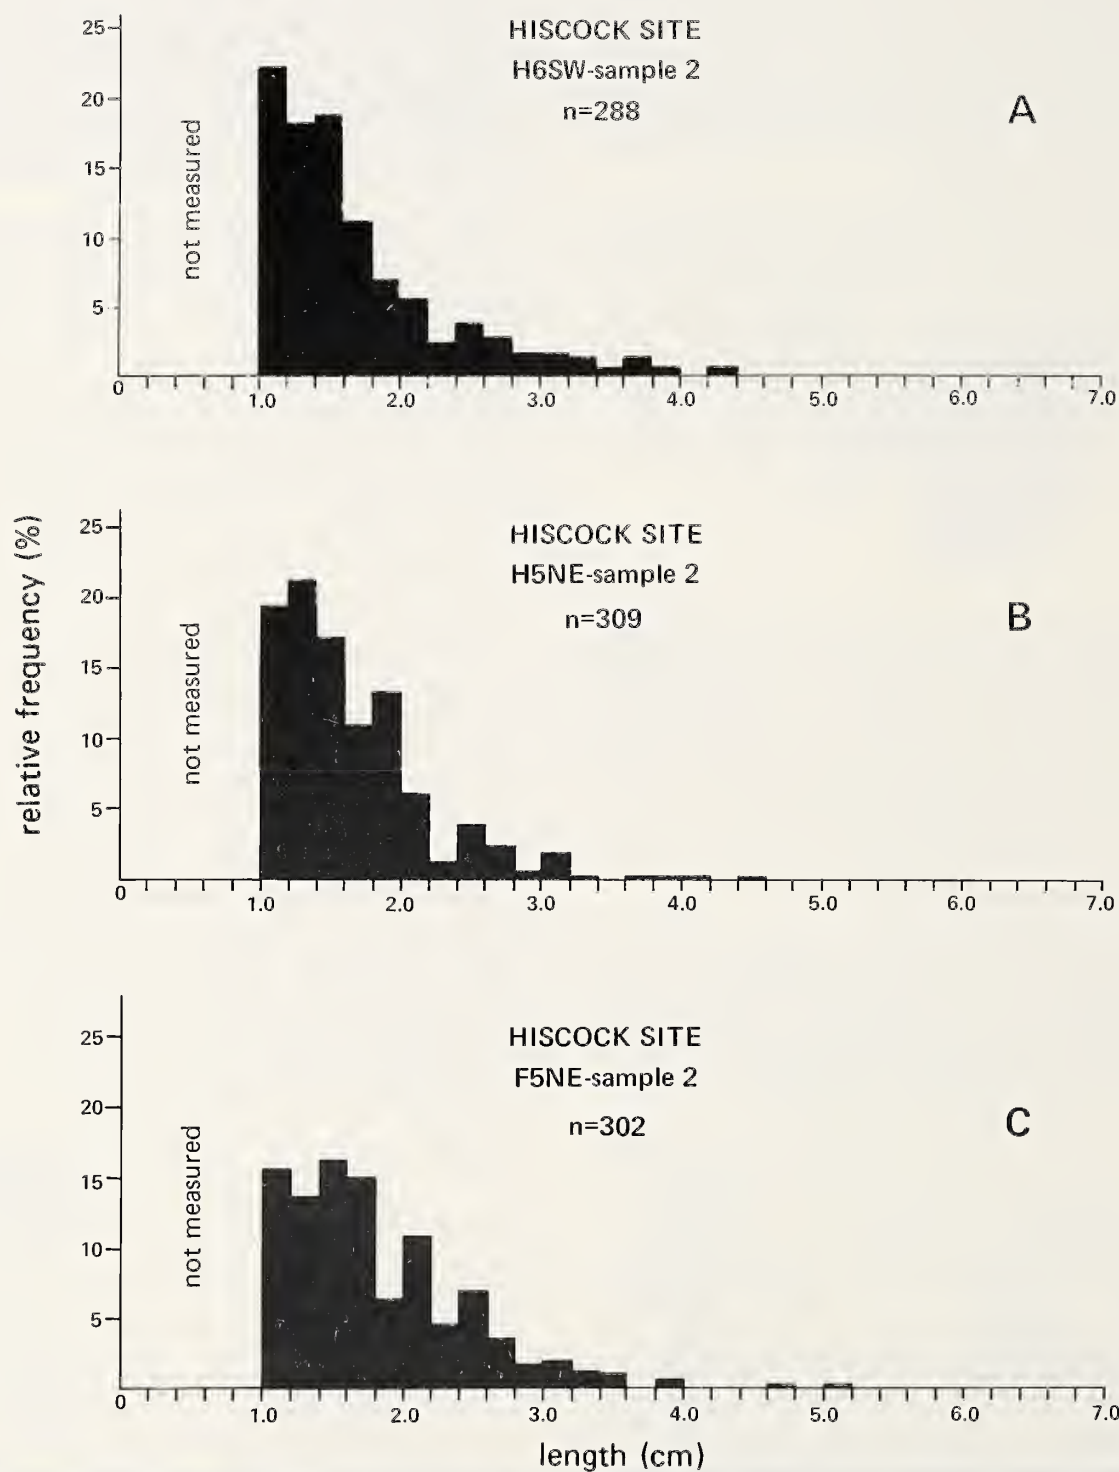 HISCOCK SITE
H6SW-sample 2
n=288
A
25
20
15
10
5
not measured
0 1.0 2.0 3.0 4.0 5.0 6.0 7.0
relative frequency (%)
HISCOCK SITE
H5NE-sample 2
n=309
B
25
20
15
10
5
not measured
0 1.0 2.0 3.0 4.0 5.0 6.0 7.0
HISCOCK SITE
F5NE-sample 2
n=302
C
25
20
15
10
5
not measured
0 1.0 2.0 3.0 4.0 5.0 6.0 7.0
length (cm)